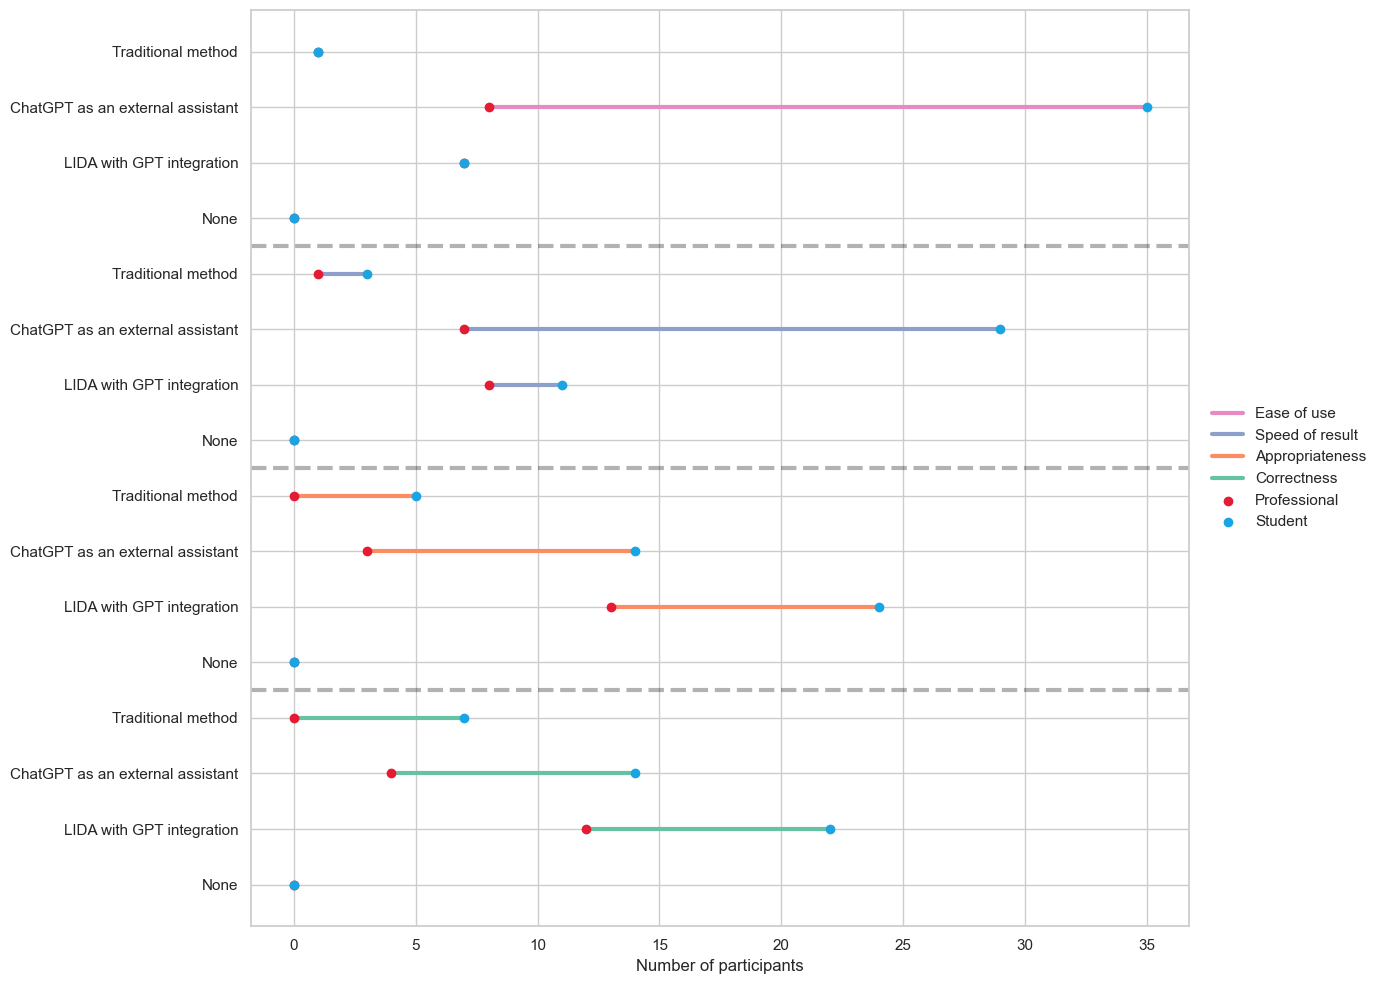 Traditional method
ChatGPT as an external assistant
LIDA with GPT integration
None
Traditional method
ChatGPT as an external assistant
LIDA with GPT integration
None
Traditional method
ChatGPT as an external assistant
LIDA with GPT integration
None
Traditional method
ChatGPT as an external assistant
LIDA with GPT integration
None
0 5 10 15 20 25 30 35
Number of participants
Ease of use
Speed of result
Appropriateness
Correctness
Professional
Student